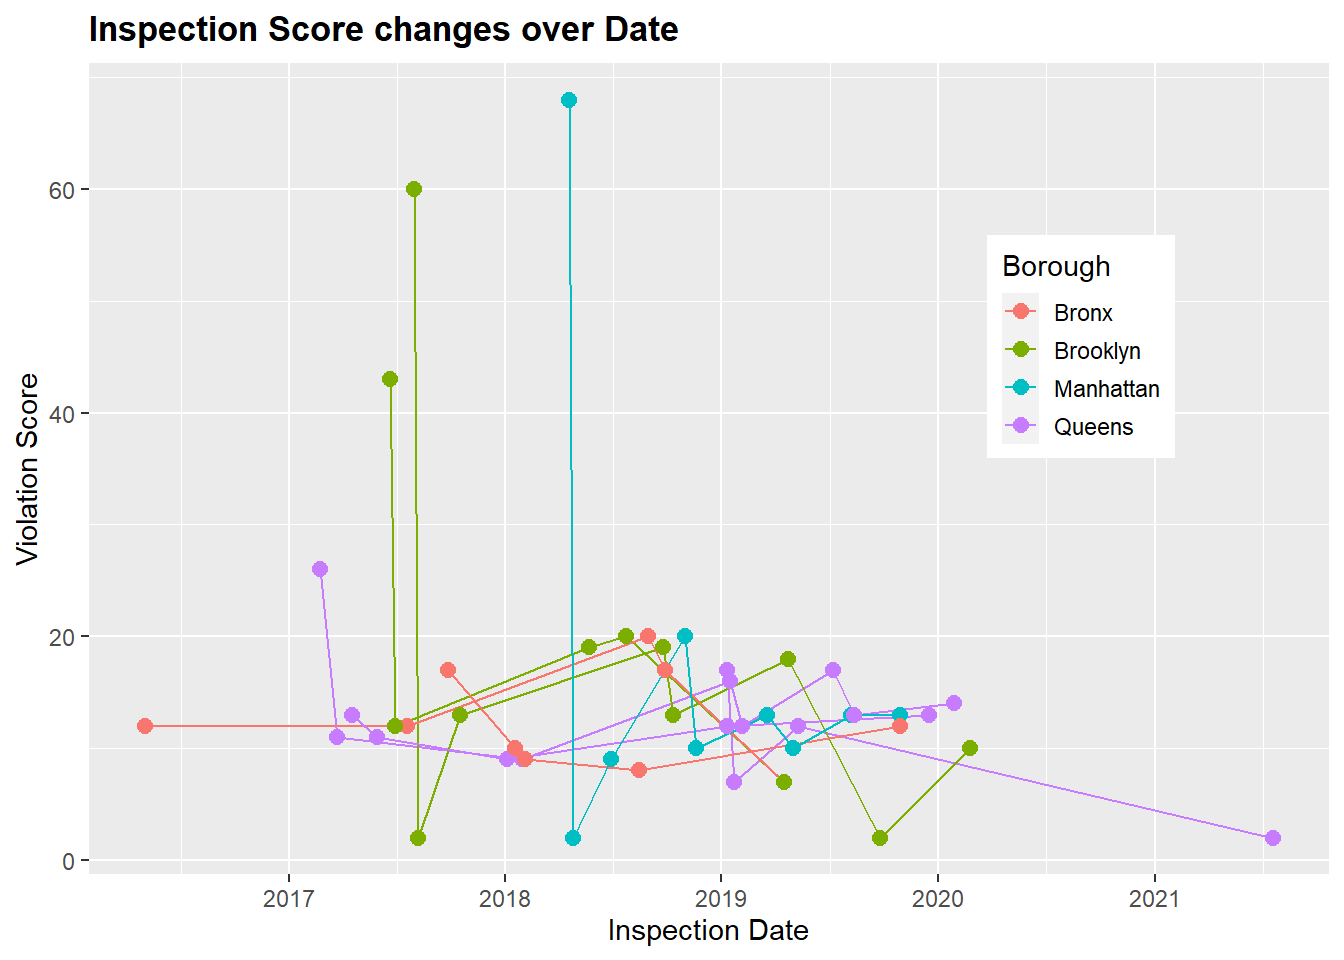 Inspection Score changes over Date
Violation Score
60
40
20
0
Borough
Bronx
Brooklyn
Manhattan
Queens
2017 2018 2019 2020 2021
Inspection Date